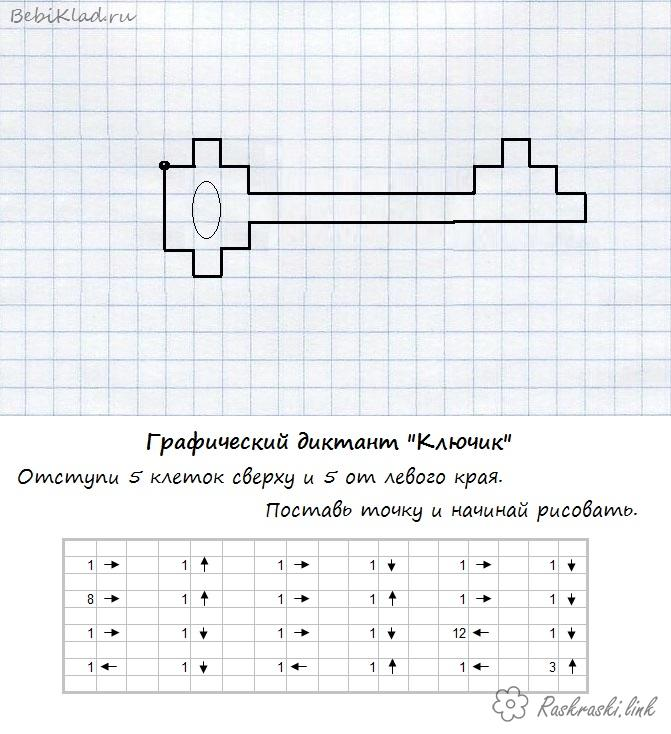 BebiKlad.ru
Графический диктант "Ключик"
Отступи 5 клеток сверху и 5 от левого края.
Поставь точку и начинай рисовать.
1 → 1 ↑ 1 → 1 ↓ 1 → 1 ↓
8 → 1 ↑ 1 → 1 ↑ 1 → 1 ↓
1 → 1 ↓ 1 → 1 ↓ 12 ← 1 ↓
1 ← 1 ↓ 1 ← 1 ↑ 1 ← 3 ↑
Raskraski.link